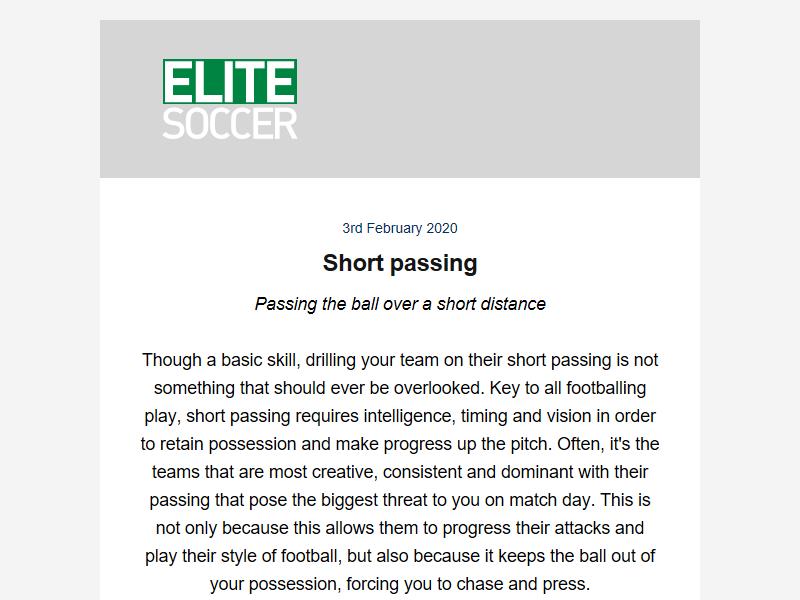 ELITE
SOCCER
3rd February 2020
Short passing
Passing the ball over a short distance
Though a basic skill, drilling your team on their short passing is not
something that should ever be overlooked. Key to all footballing
play, short passing requires intelligence, timing and vision in order
to retain possession and make progress up the pitch. Often, it's the
teams that are most creative, consistent and dominant with their
passing that pose the biggest threat to you on match day. This is
not only because this allows them to progress their attacks and
play their style of football, but also because it keeps the ball out of
your possession, forcing you to chase and press.